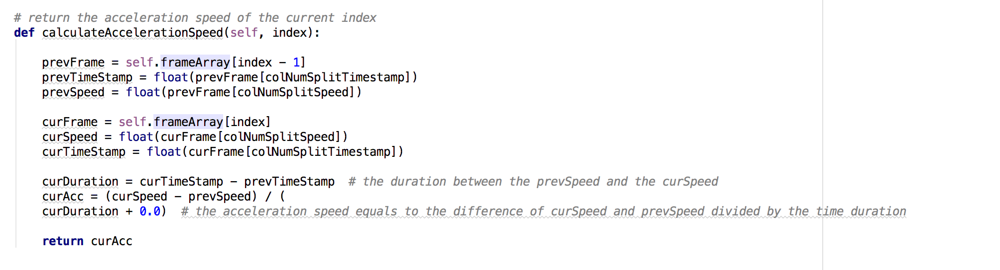 # return the acceleration speed of the current index
def calculateAccelerationSpeed(self, index):
prevFrame = self.frameArray[index - 1]
prevTimeStamp = float(prevFrame[colNumSplitTimestamp])
prevSpeed = float(prevFrame[colNumSplitSpeed])
curFrame = self.frameArray[index]
curSpeed = float(curFrame[colNumSplitSpeed])
curTimeStamp = float(curFrame[colNumSplitTimestamp])
curDuration = curTimeStamp - prevTimeStamp  # the duration between the prevSpeed and the curSpeed
curAcc = (curSpeed - prevSpeed) / (
curDuration + 0.0)  # the acceleration speed equals to the difference of curSpeed and prevSpeed divided by the time duration
return curAcc